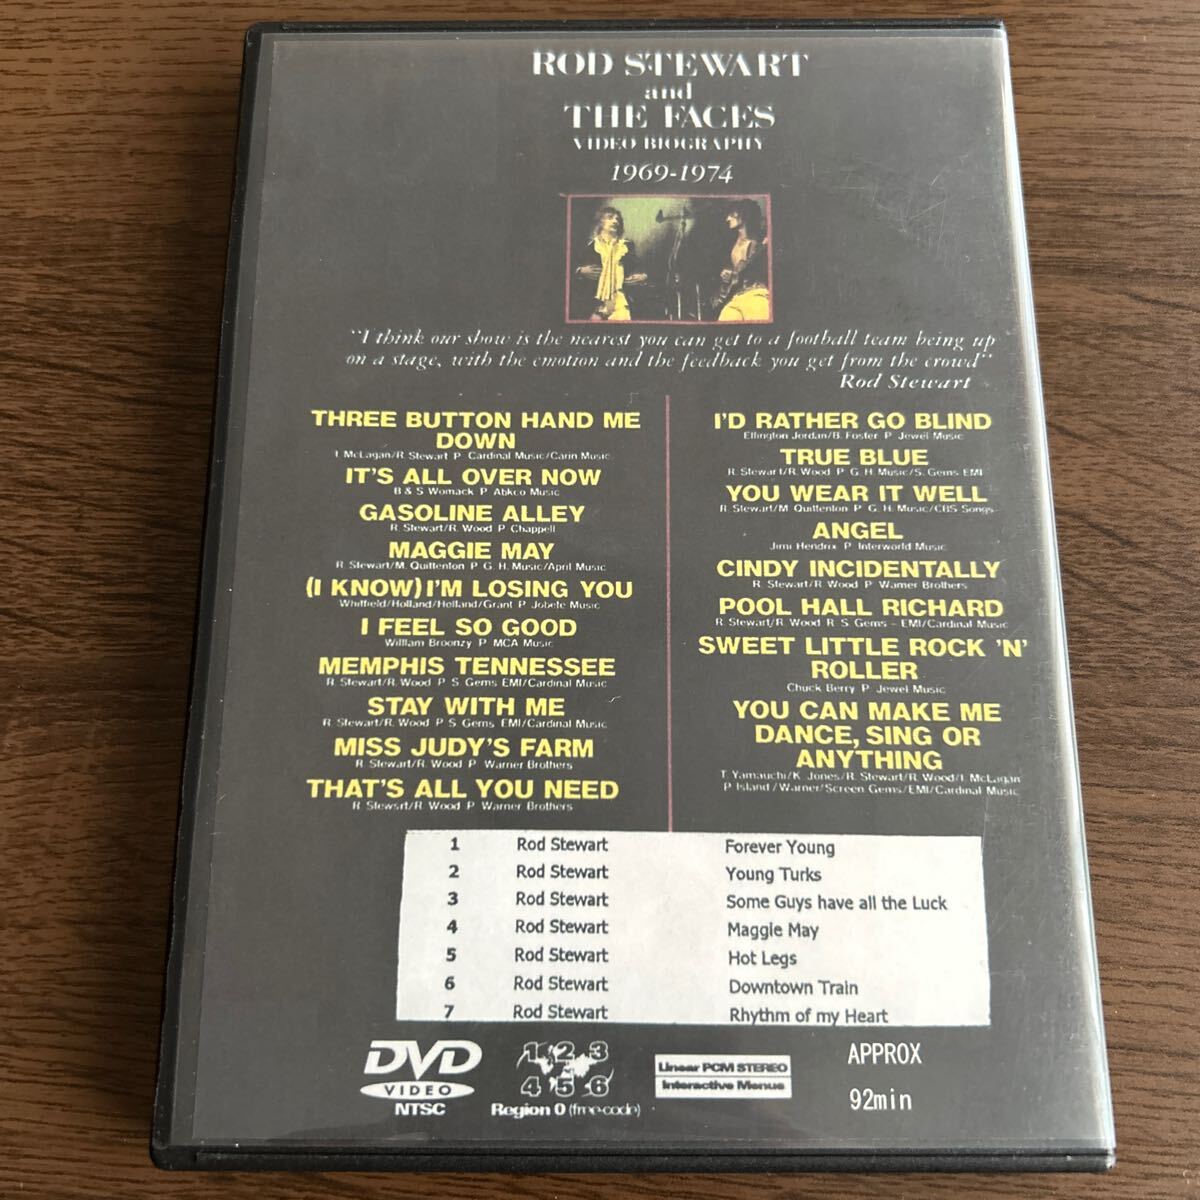 ROD STEWART
and
THE FACES
VIDEO BIOGRAPHY
1969-1974
"I think our show is the nearest you can get to a football team being up
on a stage, with the emotion and the feedback you get from the crowd"
Rod Stewart
THREE BUTTON HAND ME
DOWN
I. McLagan/R. Stewart P Cardinal Music/Carin Music
IT'S ALL OVER NOW
B & S Womack P Abkco Music
GASOLINE ALLEY
R. Stewart/R. Wood P Chappell
MAGGIE MAY
R. Stewart/M. Quittenton P G. H. Music/April Music
(I KNOW) I'M LOSING YOU
Whitfield/Holland/Holland/Grant P Jobete Music
I FEEL SO GOOD
William Broonzy P MCA Music
MEMPHIS TENNESSEE
R. Stewart/R. Wood P. S. Gems EMI/Cardinal Music
STAY WITH ME
R. Stewart/R. Wood P S. Gems EMI/Cardinal Music
MISS JUDY'S FARM
R. Stewart/R. Wood P Warner Brothers
THAT'S ALL YOU NEED
R. Stewart/R. Wood P Warner Brothers
I'D RATHER GO BLIND
Ellington Jordan/B. Foster P Jewel Music
TRUE BLUE
R. Stewart/R. Wood P G. H. Music/S. Gems EMI
YOU WEAR IT WELL
R. Stewart/M. Quittenton P G. H. Music/CBS Songs
ANGEL
Jimi Hendrix P Interworld Music
CINDY INCIDENTALLY
R. Stewart/R. Wood P Warner Brothers
POOL HALL RICHARD
R. Stewart/R. Wood R. S. Gems - EMI/Cardinal Music
SWEET LITTLE ROCK 'N'
ROLLER
Chuck Berry P Jewel Music
YOU CAN MAKE ME
DANCE, SING OR
ANYTHING
T. Yamauchi/K. Jones/R. Stewart/R. Wood/I. McLagan
P Island/Warner/Screen Gems/EMI/Cardinal Music
1 Rod Stewart Forever Young
2 Rod Stewart Young Turks
3 Rod Stewart Some Guys have all the Luck
4 Rod Stewart Maggie May
5 Rod Stewart Hot Legs
6 Rod Stewart Downtown Train
7 Rod Stewart Rhythm of my Heart
DVD
VIDEO
NTSC
1 2 3
4 5 6
Region 0 (free-code)
Linear PCM STEREO
Interactive Menus
APPROX
92min